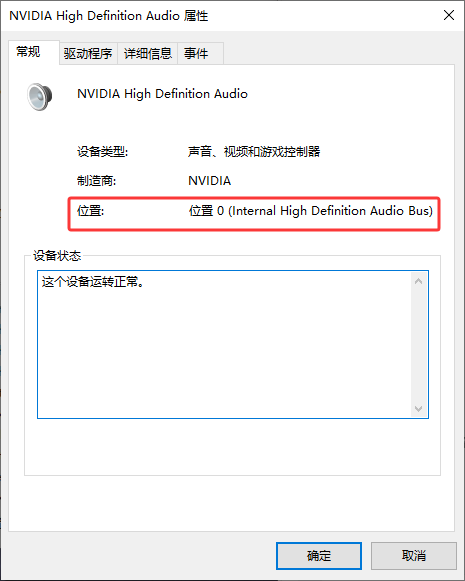 NVIDIA High Definition Audio 属性
常规 驱动程序 详细信息 事件
NVIDIA High Definition Audio
设备类型: 声音、视频和游戏控制器
制造商: NVIDIA
位置: 位置 0 (Internal High Definition Audio Bus)
设备状态
这个设备运转正常。
确定 取消